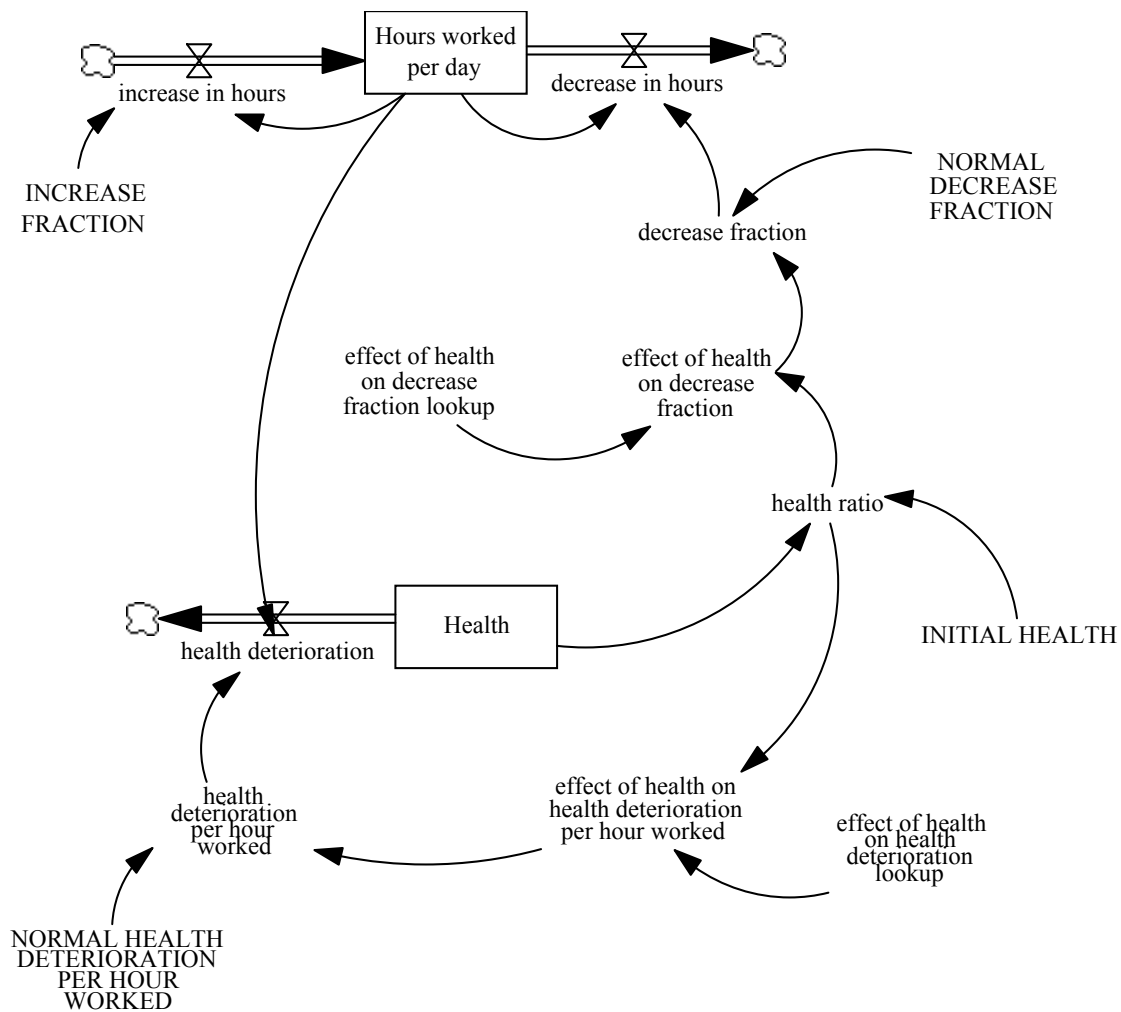 Hours worked
per day
increase in hours
decrease in hours
INCREASE
FRACTION
NORMAL
DECREASE
FRACTION
decrease fraction
effect of health
on decrease
fraction lookup
effect of health
on decrease
fraction
health ratio
Health
INITIAL HEALTH
health deterioration
health
deterioration
per hour
worked
effect of health on
health deterioration
per hour worked
effect of health
on health
deterioration
lookup
NORMAL HEALTH
DETERIORATION
PER HOUR
WORKED